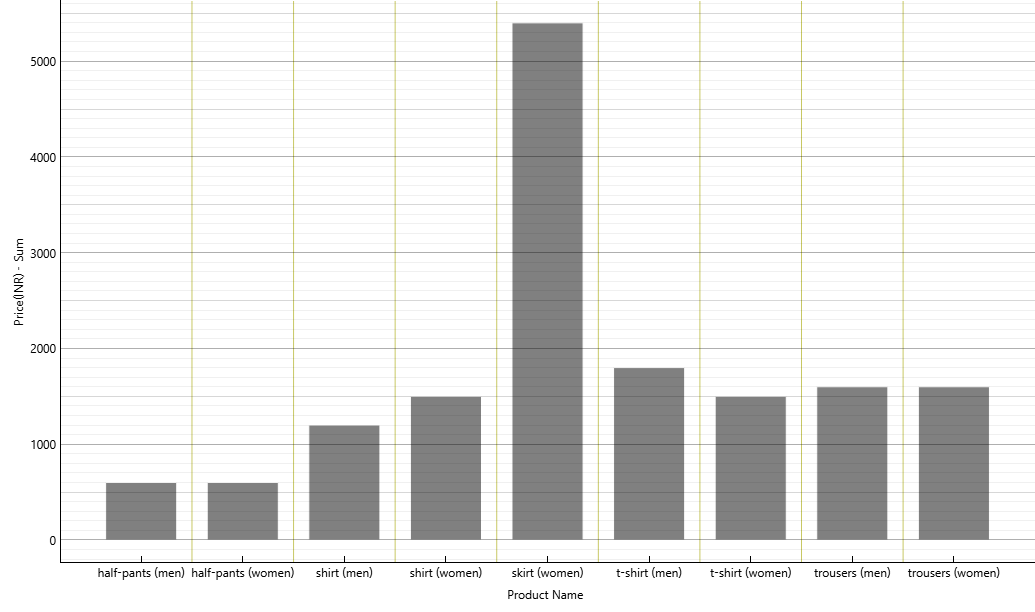 5000
4000
3000
2000
1000
0
Price(INR) - Sum
half-pants (men) half-pants (women) shirt (men) shirt (women) skirt (women) t-shirt (men) t-shirt (women) trousers (men) trousers (women)
Product Name